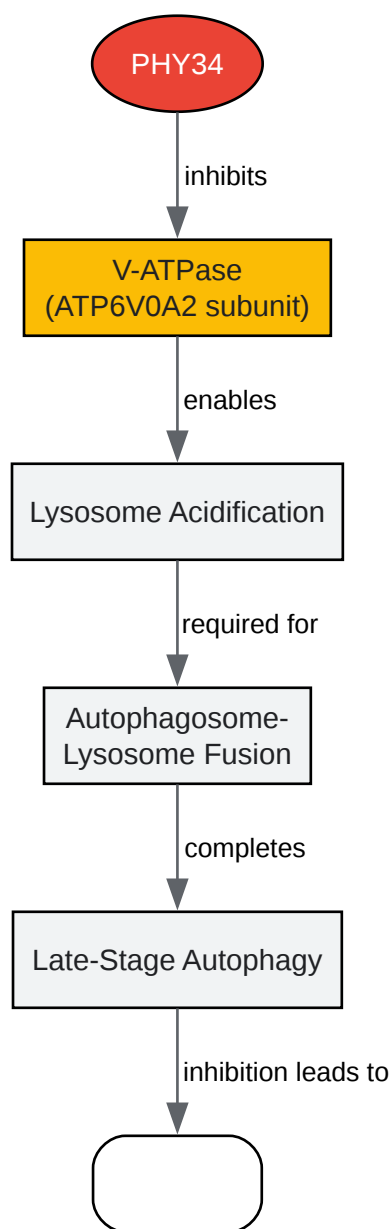 PHY34
inhibits
V-ATPase
(ATP6V0A2 subunit)
enables
Lysosome Acidification
required for
Autophagosome-
Lysosome Fusion
completes
Late-Stage Autophagy
inhibition leads to